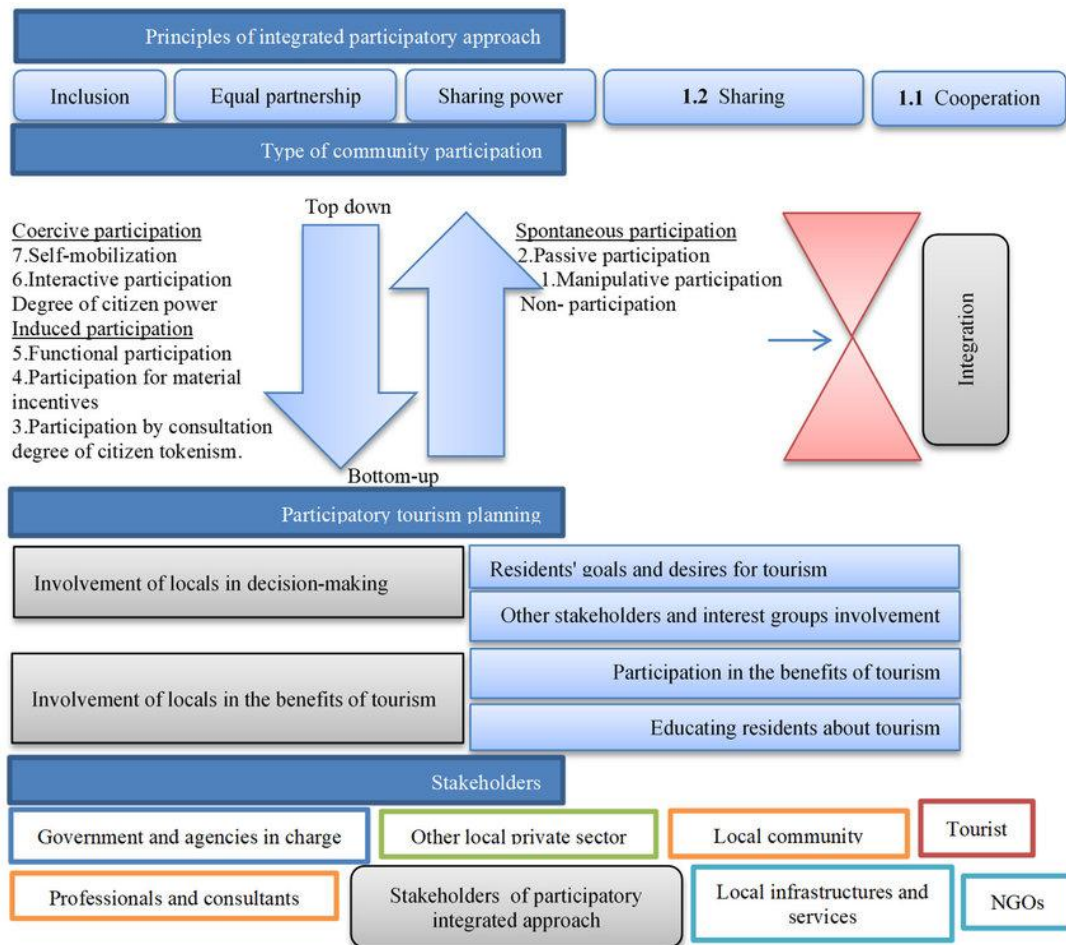 Principles of integrated participatory approach
Inclusion
Equal partnership
Sharing power
1.2 Sharing
1.1 Cooperation
Type of community participation
Top down
Coercive participation
7.Self-mobilization
6.Interactive participation
Degree of citizen power
Induced participation
5.Functional participation
4.Participation for material
incentives
3.Participation by consultation
degree of citizen tokenism.
Bottom-up
Spontaneous participation
2.Passive participation
1.Manipulative participation
Non- participation
Integration
Participatory tourism planning
Involvement of locals in decision-making
Residents' goals and desires for tourism
Other stakeholders and interest groups involvement
Involvement of locals in the benefits of tourism
Participation in the benefits of tourism
Educating residents about tourism
Stakeholders
Government and agencies in charge
Other local private sector
Local community
Tourist
Professionals and consultants
Stakeholders of participatory
integrated approach
Local infrastructures and
services
NGOs